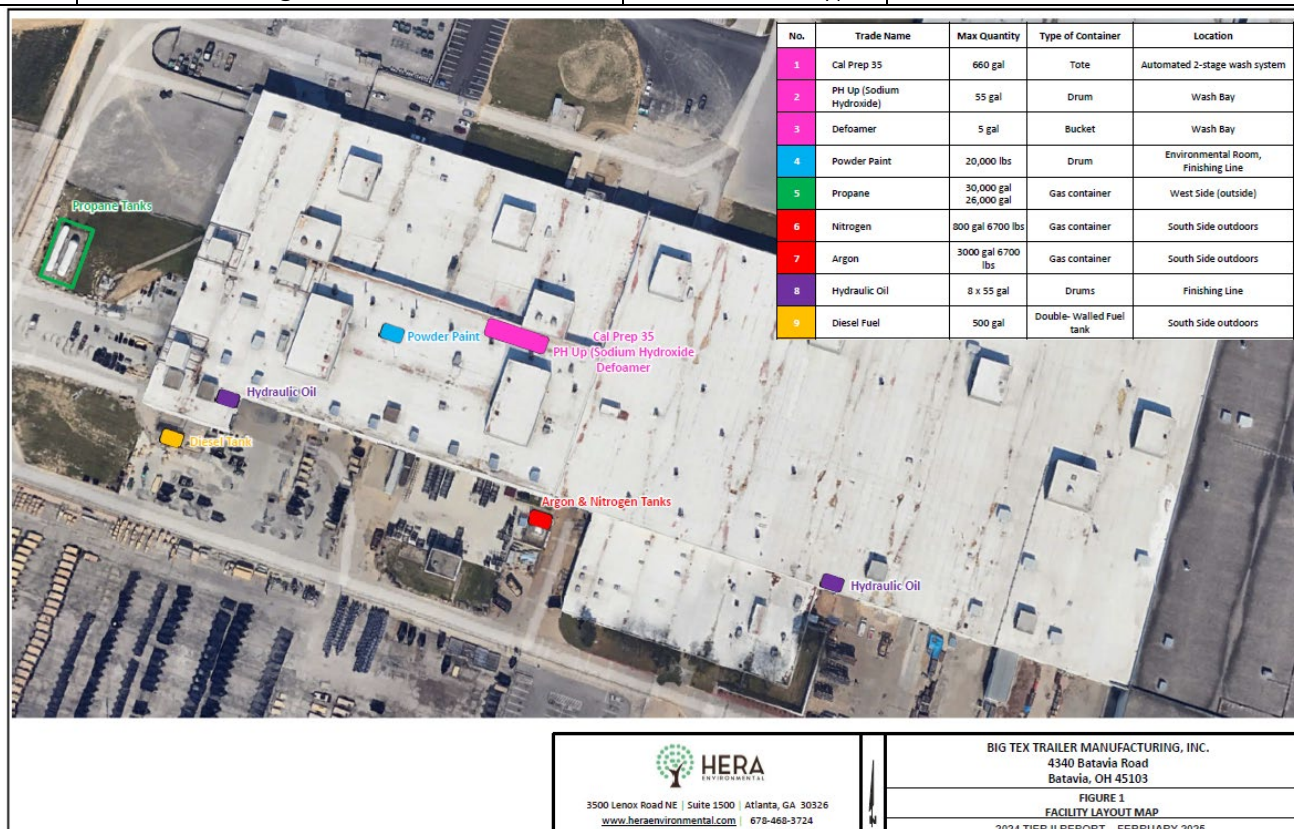 No. Trade Name Max Quantity Type of Container Location
1 Cal Prep 35 660 gal Tote Automated 2-stage wash system
2 PH Up (Sodium Hydroxide) 55 gal Drum Wash Bay
3 Defoamer 5 gal Bucket Wash Bay
4 Powder Paint 20,000 lbs Drum Environmental Room, Finishing Line
5 Propane 30,000 gal 26,000 gal Gas container West Side (outside)
6 Nitrogen 800 gal 6700 lbs Gas container South Side outdoors
7 Argon 3000 gal 6700 lbs Gas container South Side outdoors
8 Hydraulic Oil 8 x 55 gal Drums Finishing Line
9 Diesel Fuel 500 gal Double- Walled Fuel tank South Side outdoors
Propane Tanks
Powder Paint
Cal Prep 35
PH Up (Sodium Hydroxide
Defoamer
Hydraulic Oil
Diesel Tank
Argon & Nitrogen Tanks
Hydraulic Oil
HERA
ENVIRONMENTAL
3500 Lenox Road NE | Suite 1500 | Atlanta, GA 30326
www.heraenvironmental.com | 678-468-3724
N
BIG TEX TRAILER MANUFACTURING, INC.
4340 Batavia Road
Batavia, OH 45103
FIGURE 1
FACILITY LAYOUT MAP
2024 TIER II REPORT - FEBRUARY 2025